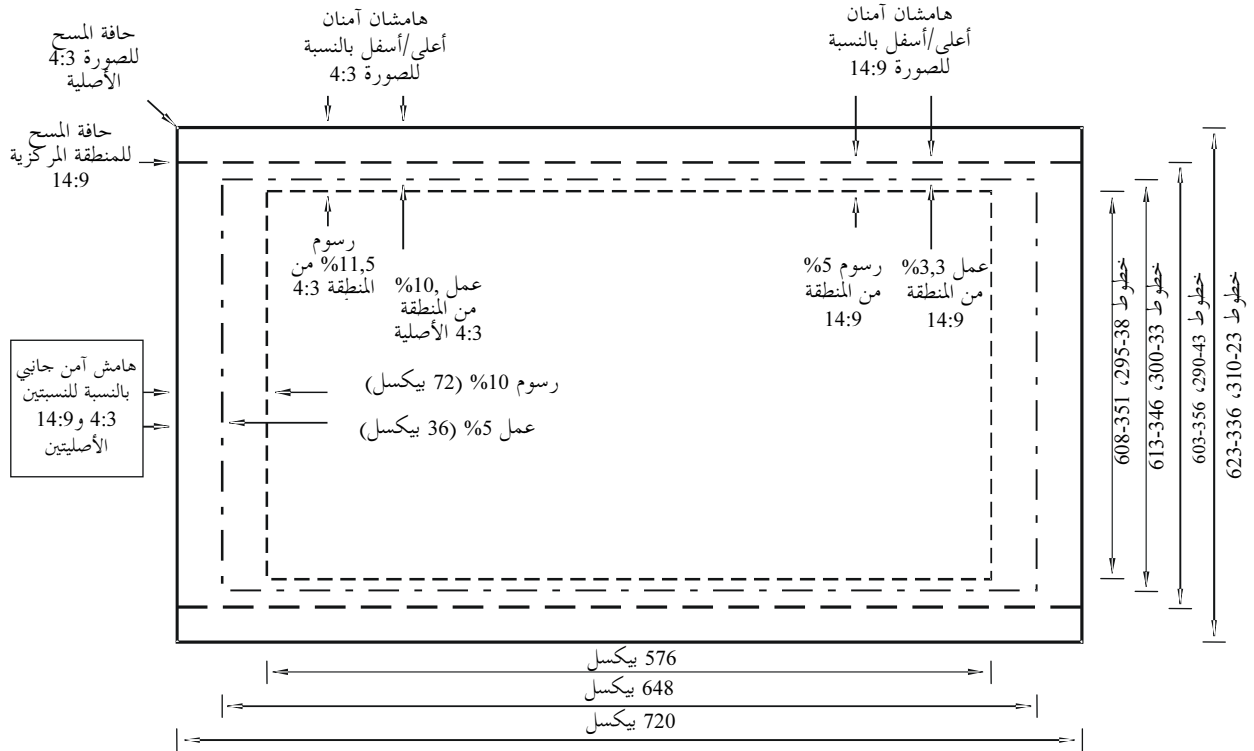 حافة المسح
للصورة 4:3
الأصلية
هامشان آمنان
أعلى/أسفل بالنسبة
للصورة 4:3
هامشان آمنان
أعلى/أسفل بالنسبة
للصورة 14:9
حافة المسح
للمنطقة المركزية
14:9
رسوم
11,5% من
المنطقة 4:3
عمل ,10%
من المنطقة
4:3 الأصلية
رسوم 5%
من المنطقة
14:9
عمل 3,3%
من المنطقة
14:9
هامش آمن جانبي
بالنسبة للنسبتين
4:3 و14:9
الأصليتين
رسوم 10% (72 بيكسل)
عمل 5% (36 بيكسل)
خطوط 38-295، 351-608
خطوط 33-300، 346-613
خطوط 43-290، 356-603
خطوط 23-310، 336-623
576 بيكسل
648 بيكسل
720 بيكسل